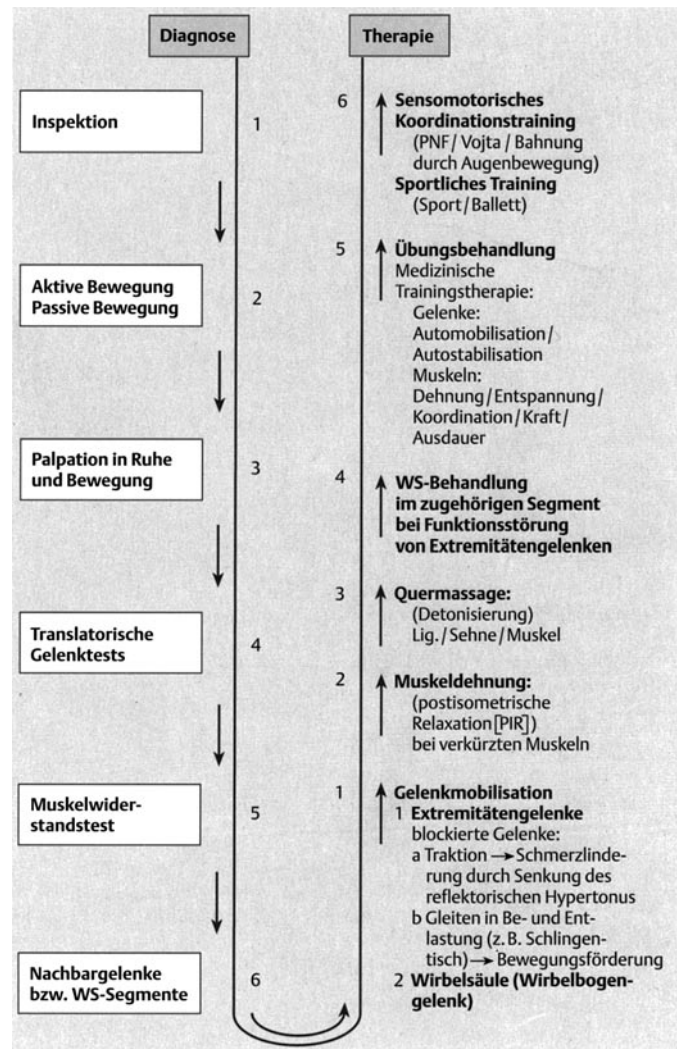 Diagnose
Therapie
Inspektion
1
Aktive Bewegung
Passive Bewegung
2
Palpation in Ruhe
und Bewegung
3
Translatorische
Gelenktests
4
Muskelwider-
standstest
5
Nachbargelenke
bzw. WS-Segmente
6
6
Sensomotorisches
Koordinationstraining
(PNF/Vojta/Bahnung
durch Augenbewegung)
Sportliches Training
(Sport/Ballett)
5
Übungsbehandlung
Medizinische
Trainingstherapie:
Gelenke:
Automobilisation/
Autostabilisation
Muskeln:
Dehnung/Entspannung/
Koordination/Kraft/
Ausdauer
4
WS-Behandlung
im zugehörigen Segment
bei Funktionsstörung
von Extremitätengelenken
3
Quermassage:
(Detonisierung)
Lig./Sehne/Muskel
2
Muskeldehnung:
(postisometrische
Relaxation[PIR])
bei verkürzten Muskeln
1
Gelenkmobilisation
1 Extremitätengelenke
blockierte Gelenke:
a Traktion → Schmerzlinde-
rung durch Senkung des
reflektorischen Hypertonus
b Gleiten in Be- und Ent-
lastung (z. B. Schlingen-
tisch) → Bewegungsförderung
2 Wirbelsäule (Wirbelbogen-
gelenk)